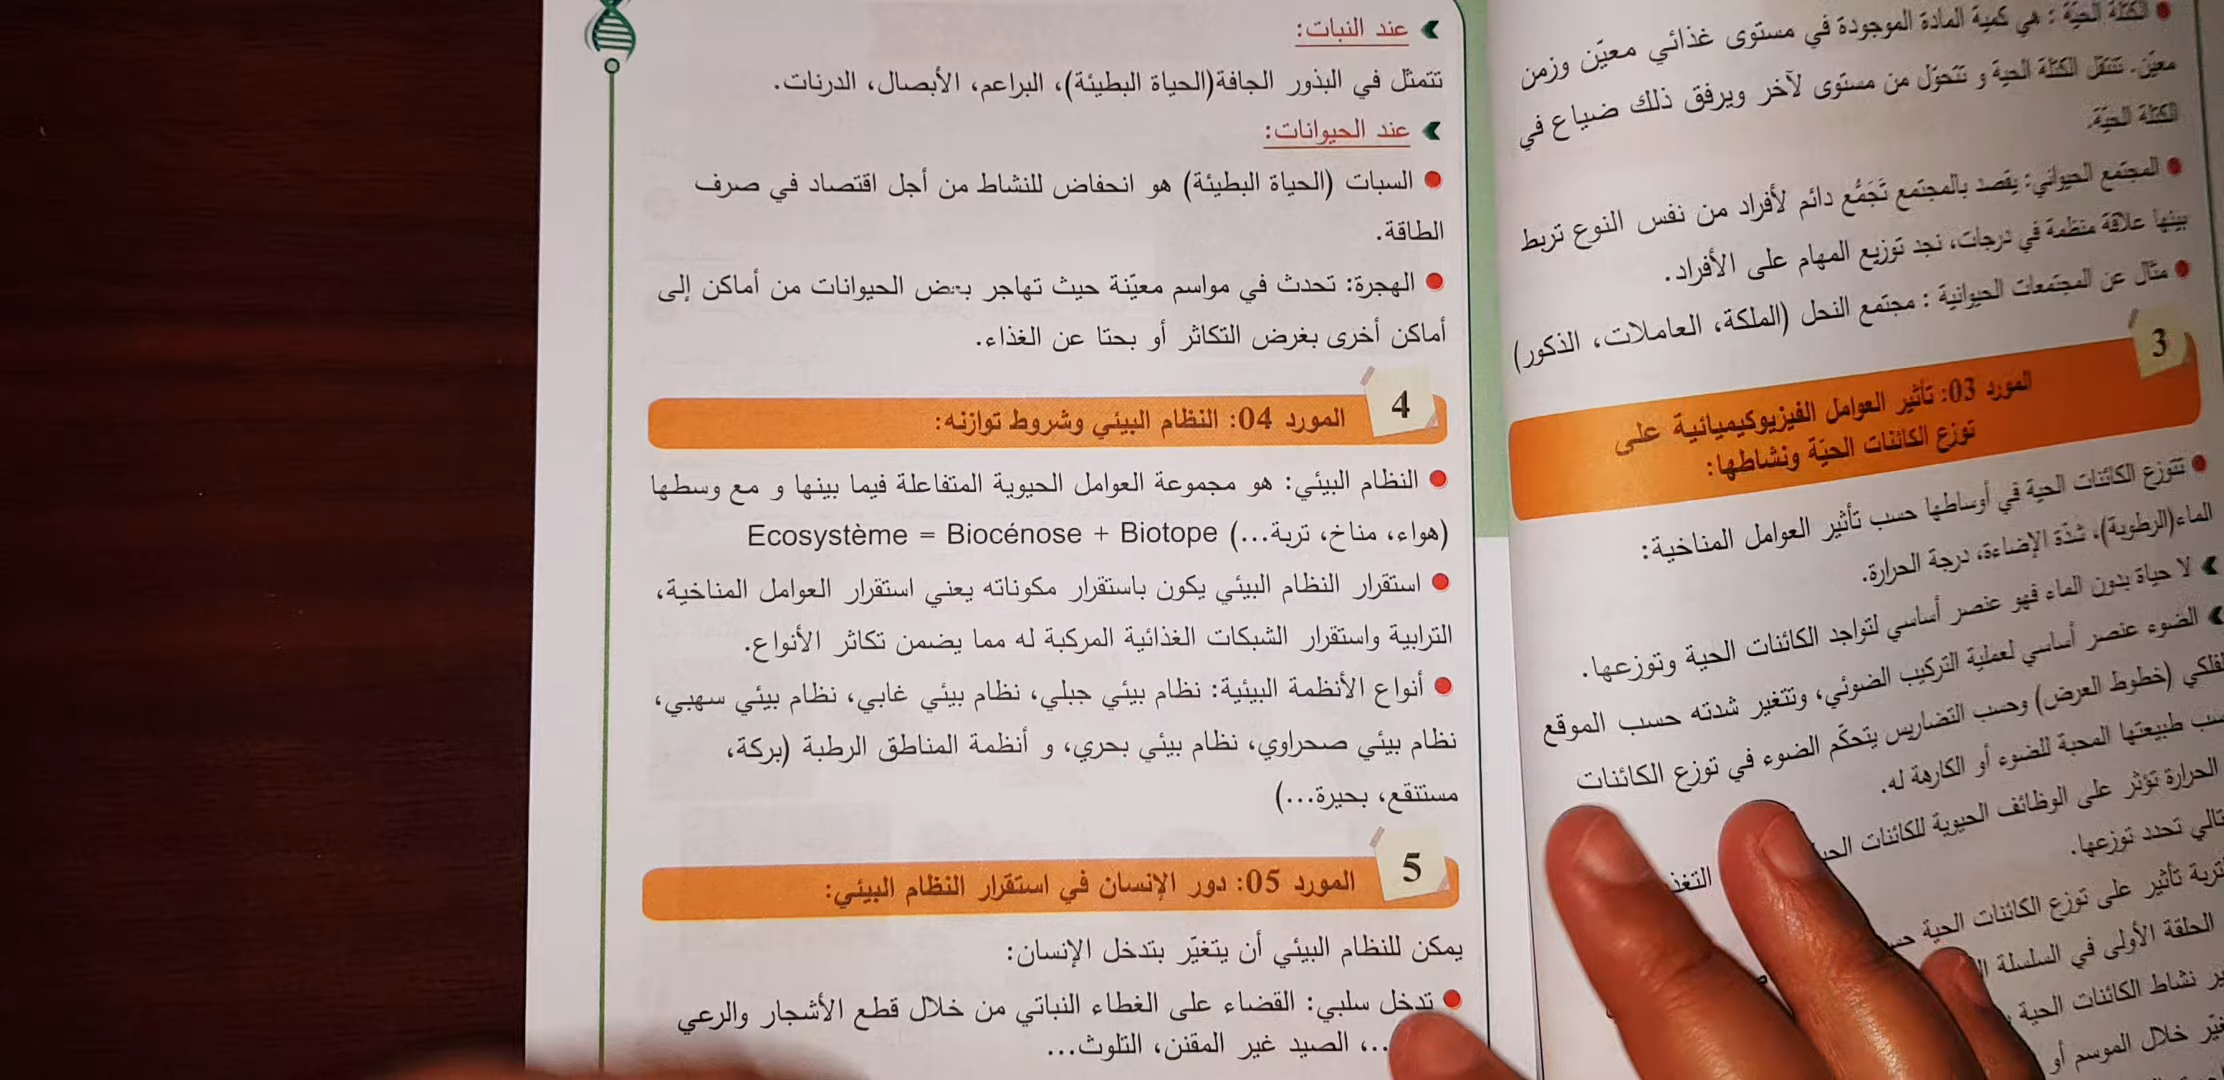 الكتلة الحيّة: هي كمية المادة الموجودة في مستوى غذائي معيّن وزمن
معيّن. تنتقل الكتلة الحية و تتحوّل من مستوى لآخر ويرفق ذلك ضياع في
الكتلة الحيّة.
المجتمع الحيواني: يقصد بالمجتمع تَجَمُّع دائم لأفراد من نفس النوع تربط
بينها علاقة منظمة في درجات، نجد توزيع المهام على الأفراد.
مثال عن المجتمعات الحيوانية : مجتمع النحل (الملكة، العاملات، الذكور)
3
المورد 03: تأثير العوامل الفيزيوكيميائية على
توزع الكائنات الحيّة ونشاطها:
تتوزع الكائنات الحية في أوساطها حسب تأثير العوامل المناخية:
الماء(الرطوبة)، شدّة الإضاءة، درجة الحرارة.
لا حياة بدون الماء فهو عنصر أساسي لتواجد الكائنات الحية وتوزعها.
الضوء عنصر أساسي لعملية التركيب الضوئي، وتتغير شدته حسب الموقع
(خطوط العرض) وحسب التضاريس يتحكّم الضوء في توزع الكائنات
طبيعتها المحبة للضوء أو الكارهة له.
الحرارة تؤثر على الوظائف الحيوية للكائنات
تحدد توزعها.
تأثير على توزع الكائنات الحية
الحلقة الأولى في السلسلة
نشاط الكائنات الحية
خلال الموسم أو
عند النبات:
تتمثل في البذور الجافة(الحياة البطيئة)، البراعم، الأبصال، الدرنات.
عند الحيوانات:
السبات (الحياة البطيئة) هو انحفاض للنشاط من أجل اقتصاد في صرف
الطاقة.
الهجرة: تحدث في مواسم معيّنة حيث تهاجر بعض الحيوانات من أماكن إلى
أماكن أخرى بغرض التكاثر أو بحتا عن الغذاء.
4
المورد 04: النظام البيئي وشروط توازنه:
النظام البيئي: هو مجموعة العوامل الحيوية المتفاعلة فيما بينها و مع وسطها
(هواء، مناخ، تربة...) Ecosystème = Biocénose + Biotope
استقرار النظام البيئي يكون باستقرار مكوناته يعني استقرار العوامل المناخية،
الترابية واستقرار الشبكات الغذائية المركبة له مما يضمن تكاثر الأنواع.
أنواع الأنظمة البيئية: نظام بيئي جبلي، نظام بيئي غابي، نظام بيئي سهبي،
نظام بيئي صحراوي، نظام بيئي بحري، و أنظمة المناطق الرطبة (بركة،
مستنقع، بحيرة...)
5
المورد 05: دور الإنسان في استقرار النظام البيئي:
يمكن للنظام البيئي أن يتغيّر بتدخل الإنسان:
تدخل سلبي: القضاء على الغطاء النباتي من خلال قطع الأشجار والرعي
...، الصيد غير المقنن، التلوث...